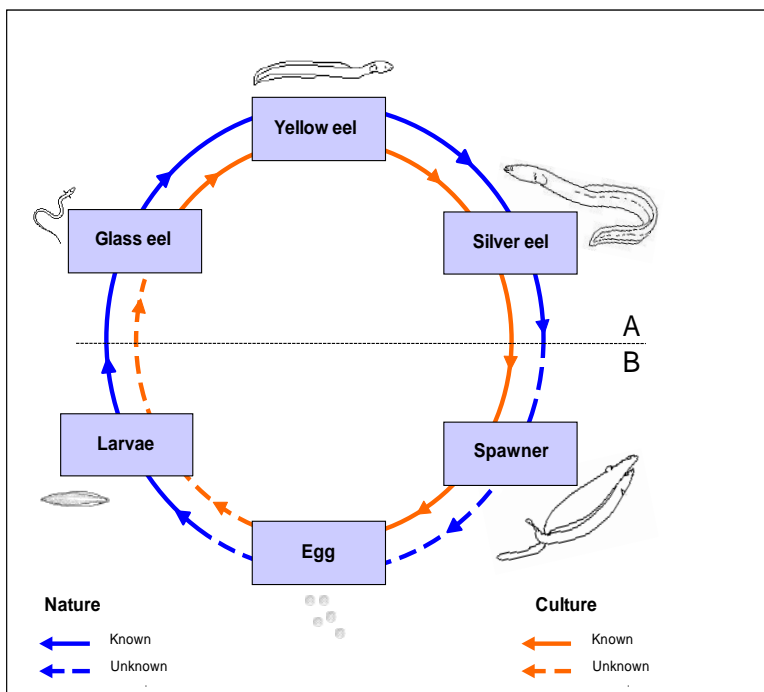 Yellow eel
Glass eel
Silver eel
A
B
Larvae
Spawner
Egg
Nature
Known
Unknown
Culture
Known
Unknown